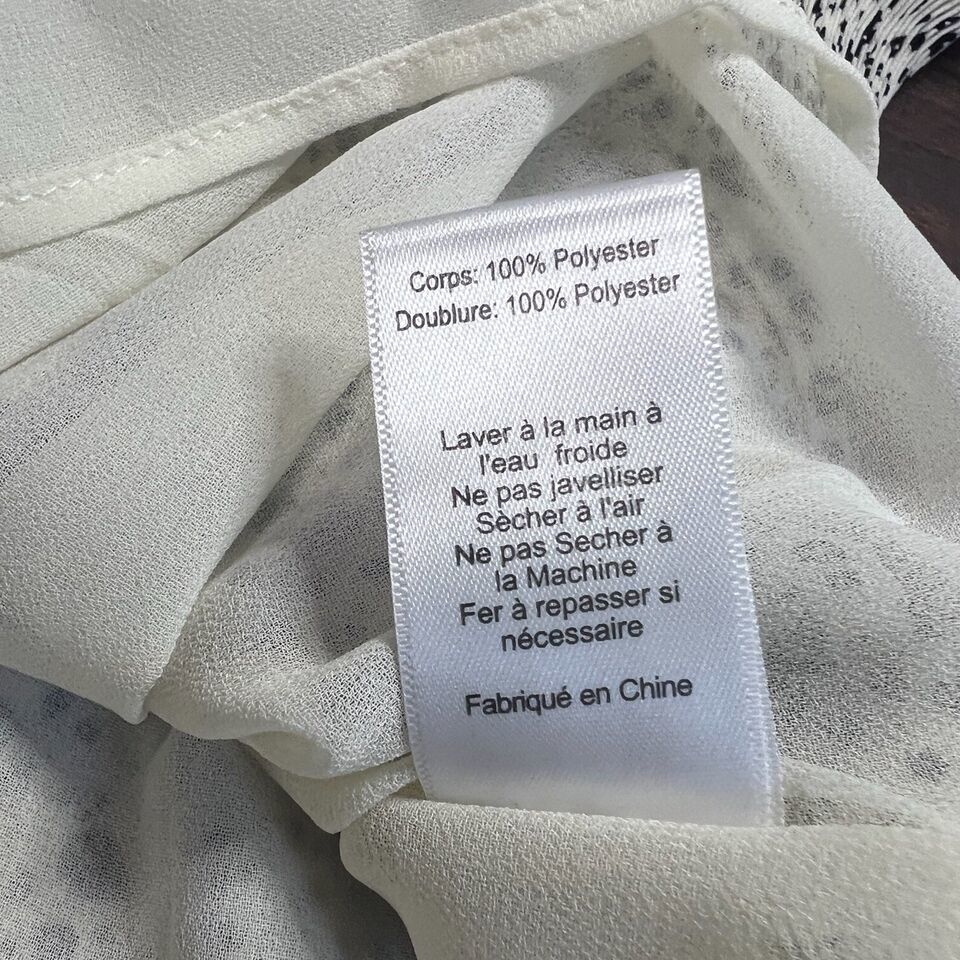 Corps: 100% Polyester
Doublure: 100% Polyester
Laver à la main à
l'eau froide
Ne pas javelliser
Sècher à l'air
Ne pas Secher à
la Machine
Fer à repasser si
nécessaire
Fabriqué en Chine